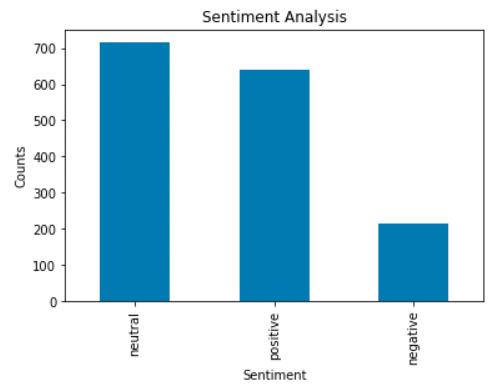 Sentiment Analysis
700
600
500
400
300
200
100
0
Counts
neutral
positive
negative
Sentiment